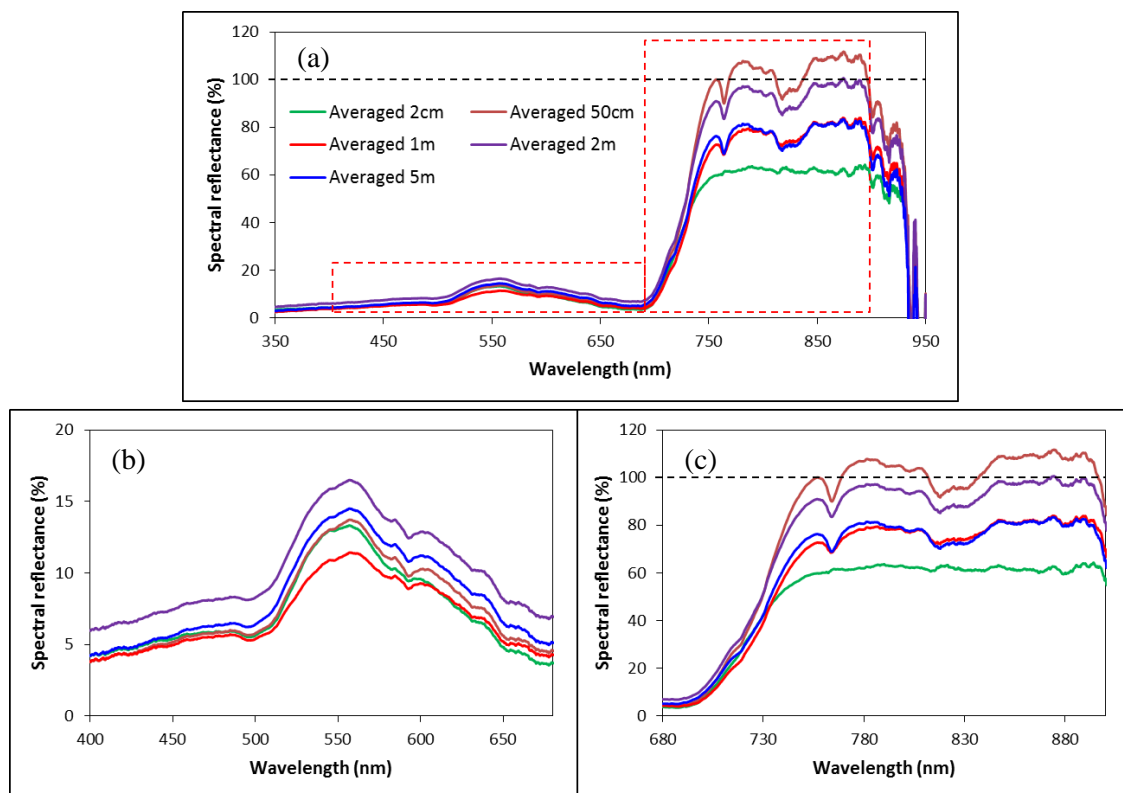 (a)
Spectral reflectance (%)
120
100
80
60
40
20
0
Averaged 2cm
Averaged 50cm
Averaged 1m
Averaged 2m
Averaged 5m
350 450 550 650 750 850 950
Wavelength (nm)
(b)
Spectral reflectance (%)
20
15
10
5
0
400 450 500 550 600 650
Wavelength (nm)
(c)
Spectral reflectance (%)
120
100
80
60
40
20
0
680 730 780 830 880
Wavelength (nm)